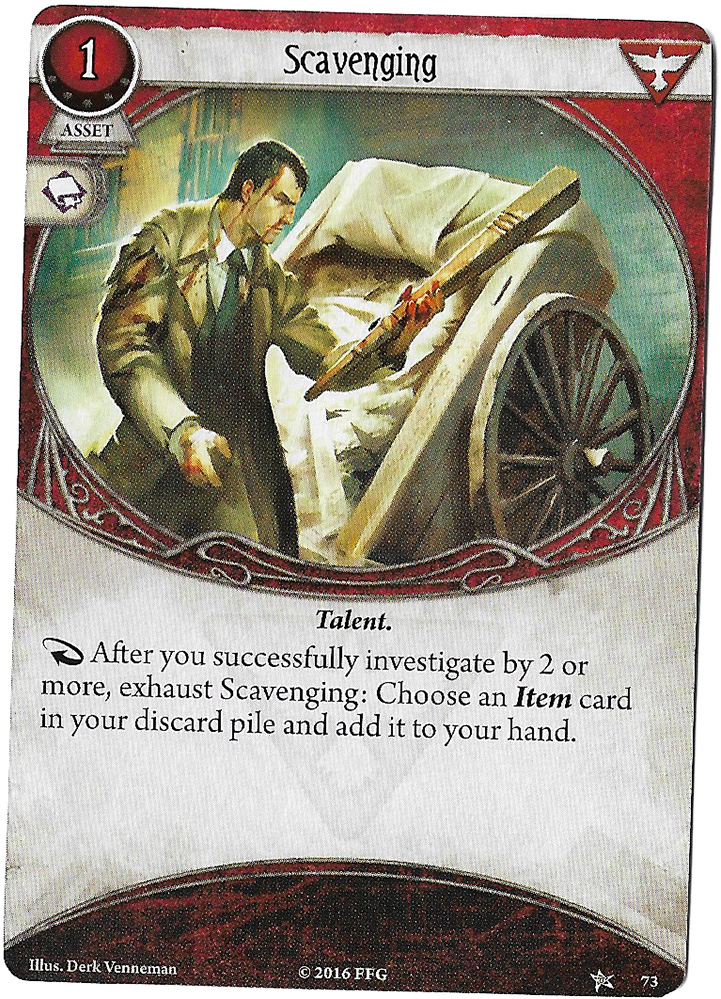 1
Scavenging
ASSET
Talent.
After you successfully investigate by 2 or
more, exhaust Scavenging: Choose an Item card
in your discard pile and add it to your hand.
Illus. Derk Venneman
© 2016 FFG
73